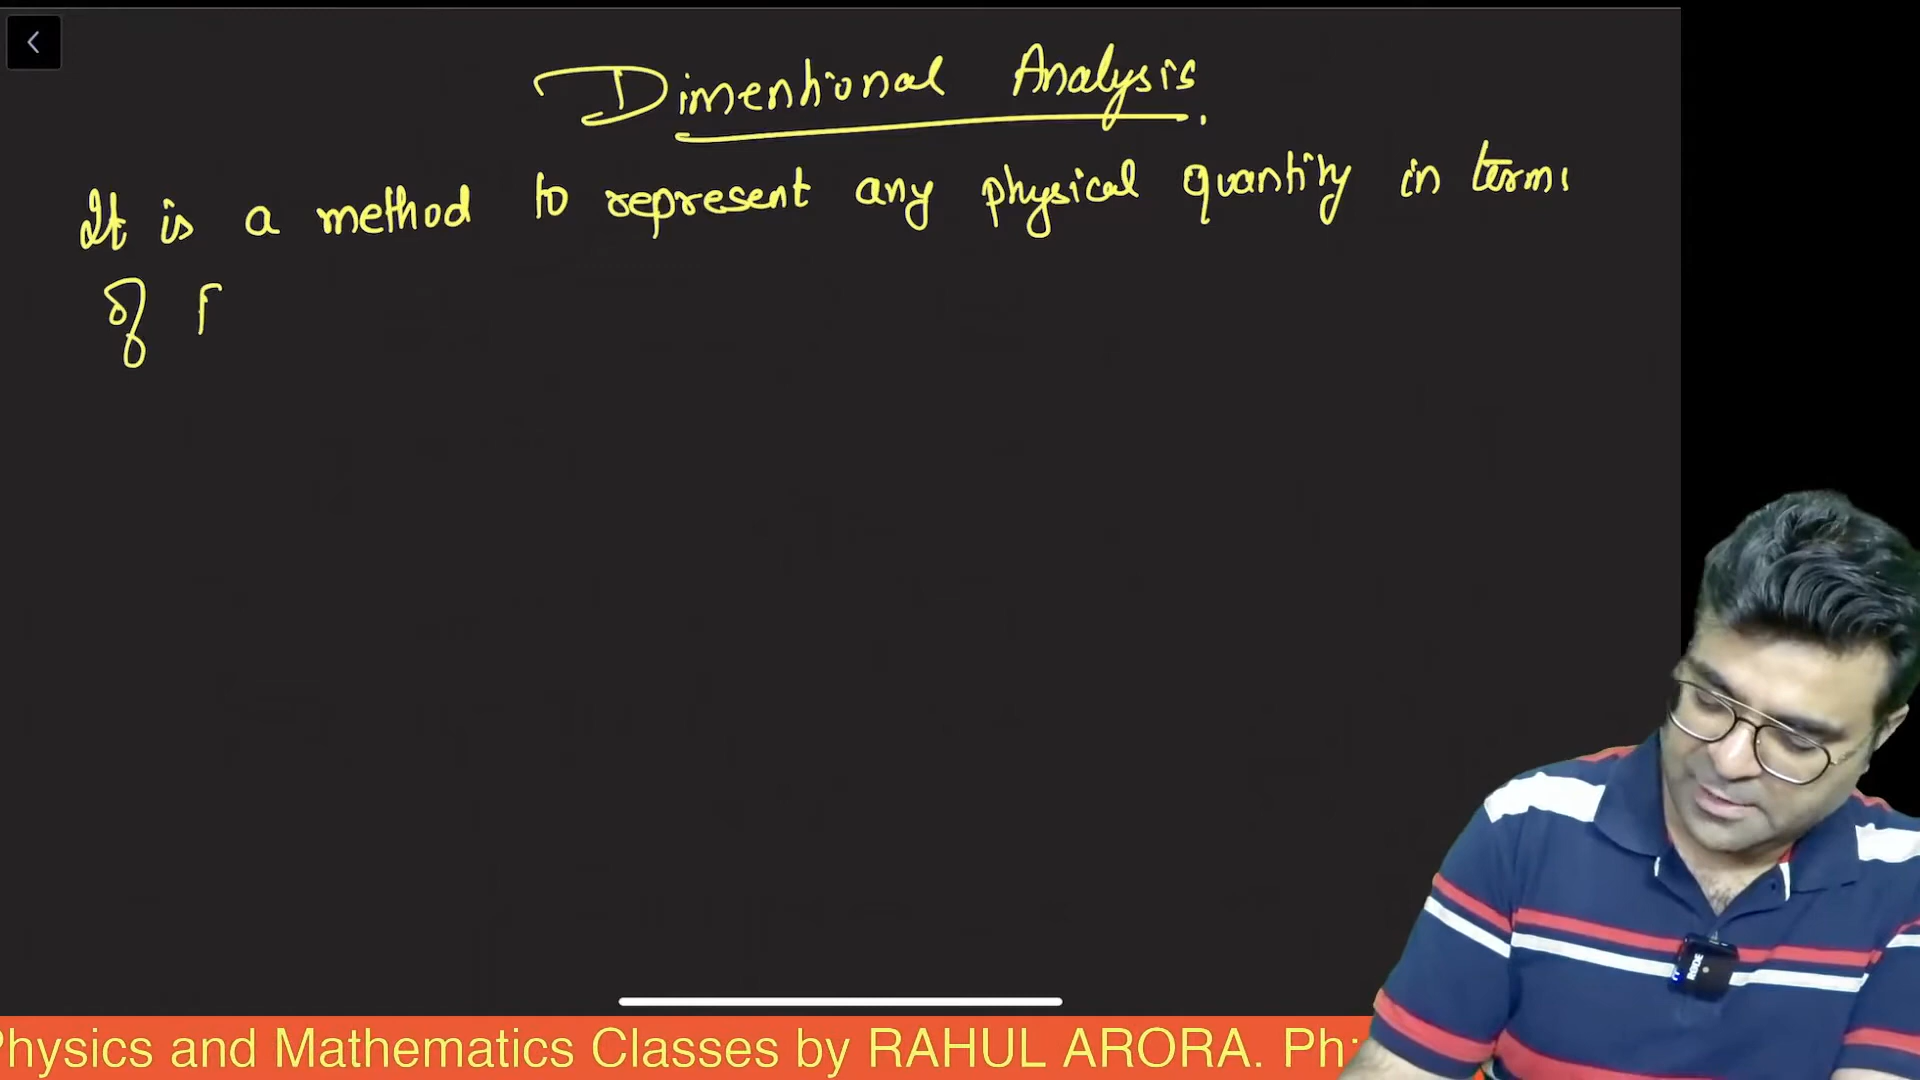 Dimentional Analysis.
It is a method to represent any physical quantity in terms
of
Physics and Mathematics Classes by RAHUL ARORA. Ph:
RODE